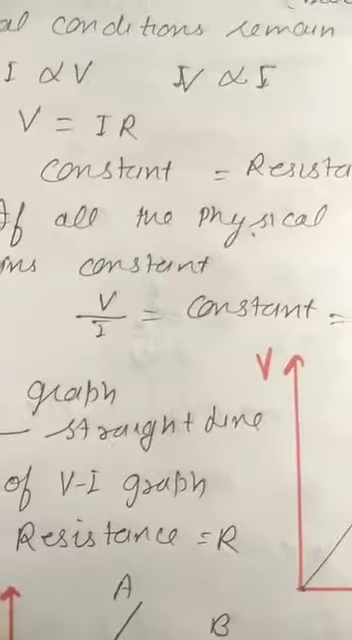 al conditions remain
I ∝ V V ∝ I
V = IR
constant = Resista
If all the physical
ins constant
V/I = constant =
V
graph
— straight line
of V-I graph
Resistance = R
A
B